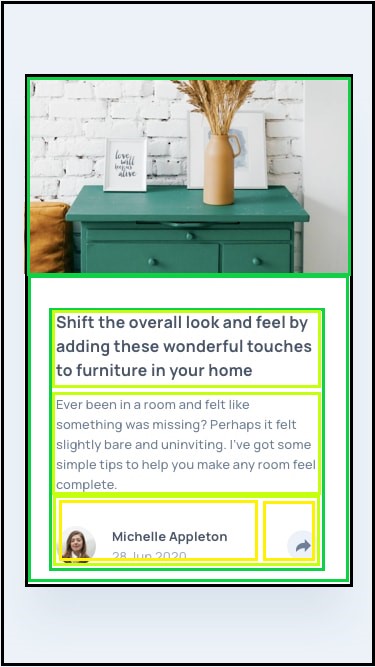 love
will
keep us
alive
Shift the overall look and feel by
adding these wonderful touches
to furniture in your home
Ever been in a room and felt like
something was missing? Perhaps it felt
slightly bare and uninviting. I've got some
simple tips to help you make any room feel
complete.
Michelle Appleton
28 Jun 2020